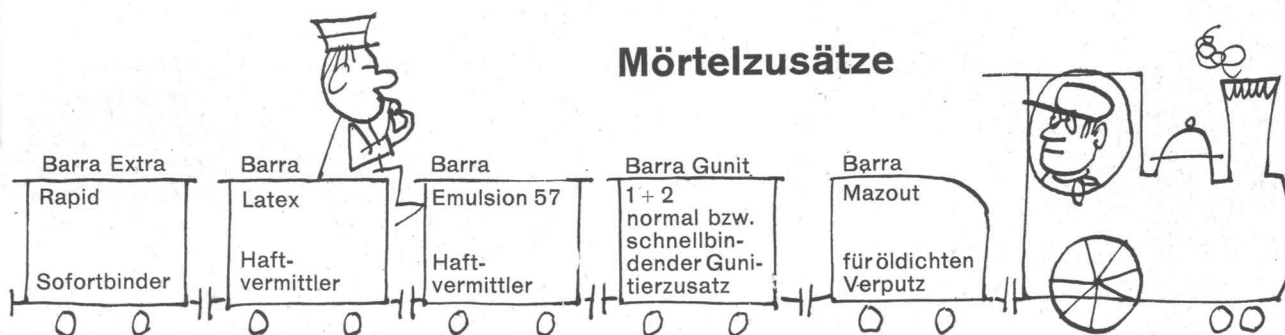 Mörtelzusätze
Barra Extra
Rapid
Sofortbinder
Barra
Latex
Haft-
vermittler
Barra
Emulsion 57
Haft-
vermittler
Barra Gunit
1 + 2
normal bzw.
schnellbin-
dender Guni-
tierzusatz
Barra
Mazout
für öldichten
Verputz